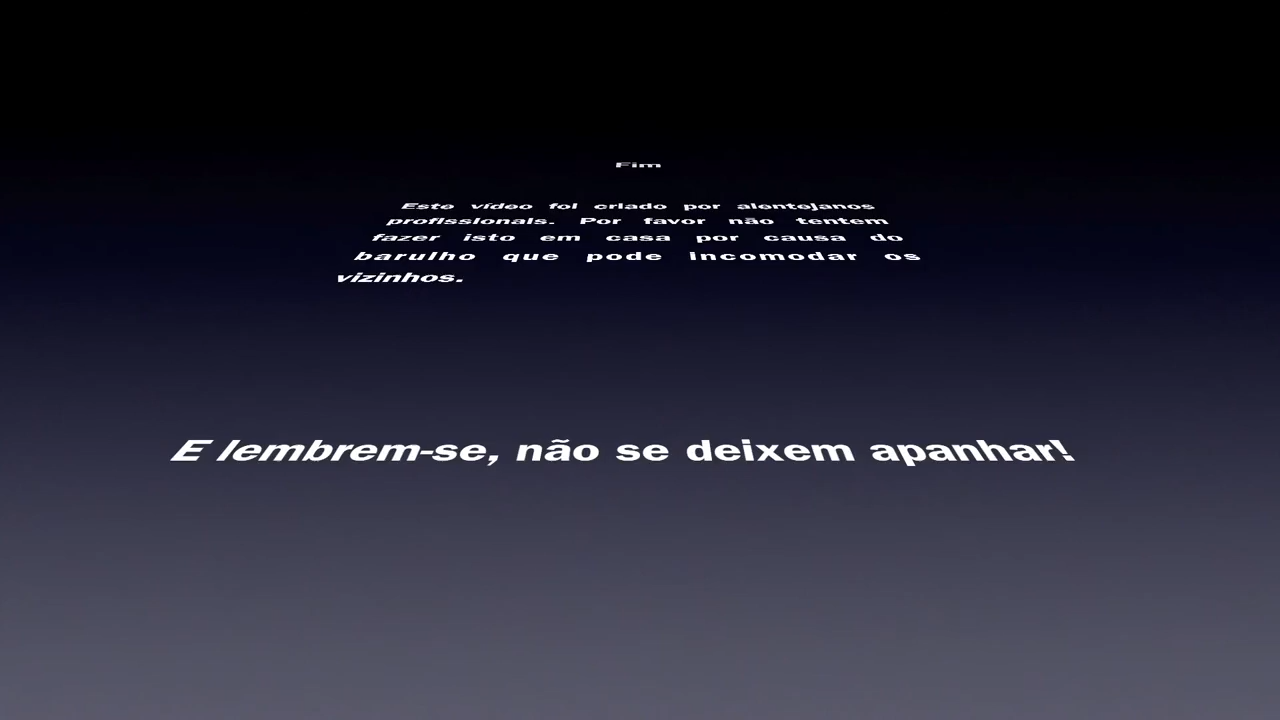 Fim
Este vídeo foi criado por alentejanos
profissionais. Por favor não tentem
fazer isto em casa por causa do
barulho que pode incomodar os
vizinhos.
E lembrem-se, não se deixem apanhar!